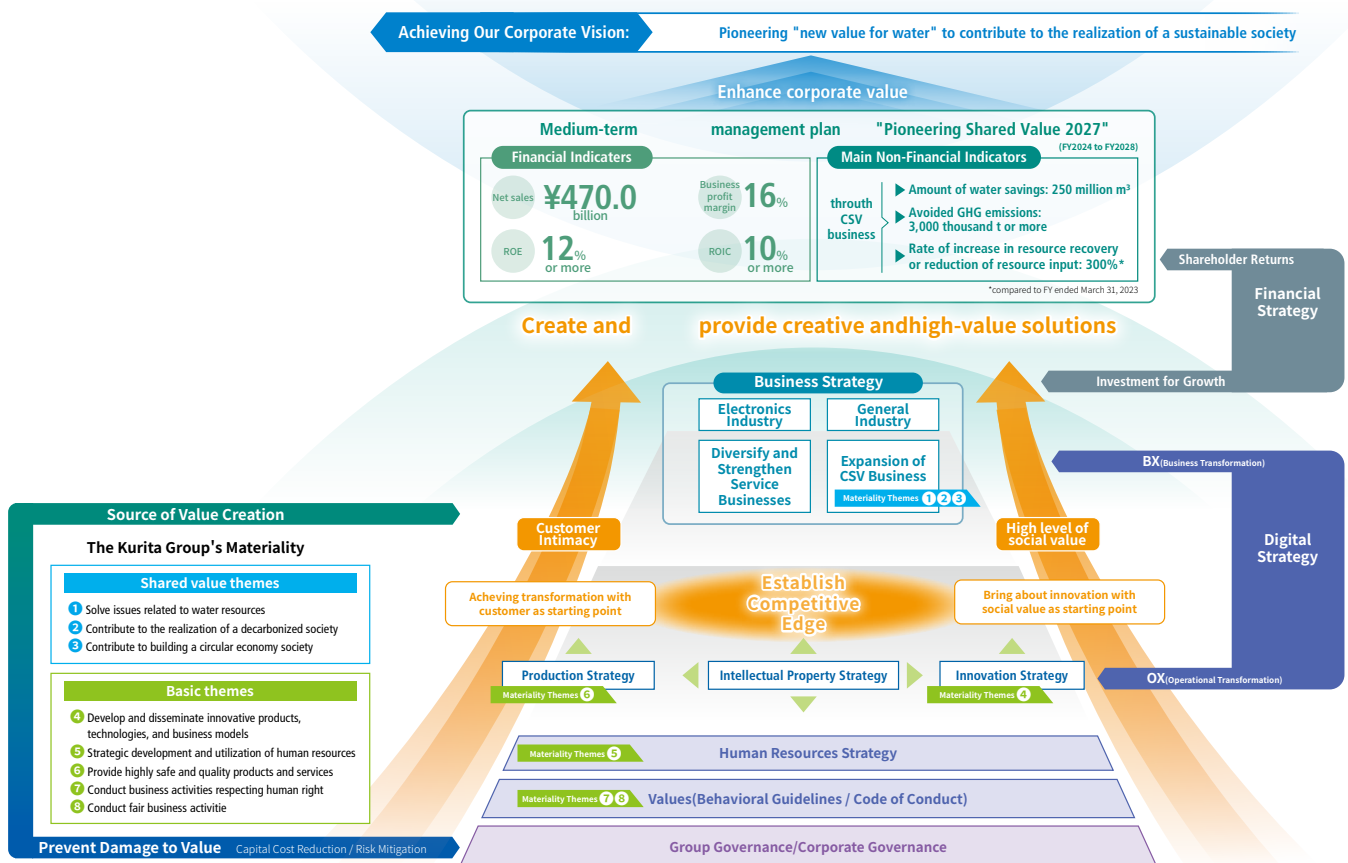 Achieving Our Corporate Vision:
Pioneering "new value for water" to contribute to the realization of a sustainable society
Enhance corporate value
Medium-term management plan "Pioneering Shared Value 2027"
(FY2024 to FY2028)
Financial Indicaters
Net sales
¥470.0
billion
Business
profit
margin
16%
ROE
12%
or more
ROIC
10%
or more
Main Non-Financial Indicators
throuth
CSV
business
Amount of water savings: 250 million m³
Avoided GHG emissions:
3,000 thousand t or more
Rate of increase in resource recovery
or reduction of resource input: 300%*
*compared to FY ended March 31, 2023
Shareholder Returns
Financial
Strategy
Investment for Growth
Create and provide creative andhigh-value solutions
Business Strategy
Electronics
Industry
General
Industry
Diversify and
Strengthen
Service
Businesses
Expansion of
CSV Business
Materiality Themes 1 2 3
BX(Business Transformation)
Digital
Strategy
OX(Operational Transformation)
Customer
Intimacy
High level of
social value
Acheving transformation with
customer as starting point
Establish
Competitive
Edge
Bring about innovation with
social value as starting point
Production Strategy
Materiality Themes 6
Intellectual Property Strategy
Innovation Strategy
Materiality Themes 4
Materiality Themes 5
Human Resources Strategy
Materiality Themes 7 8
Values(Behavioral Guidelines / Code of Conduct)
Group Governance/Corporate Governance
Source of Value Creation
The Kurita Group's Materiality
Shared value themes
1 Solve issues related to water resources
2 Contribute to the realization of a decarbonized society
3 Contribute to building a circular economy society
Basic themes
4 Develop and disseminate innovative products,
technologies, and business models
5 Strategic development and utilization of human resources
6 Provide highly safe and quality products and services
7 Conduct business activities respecting human right
8 Conduct fair business activitie
Prevent Damage to Value
Capital Cost Reduction / Risk Mitigation